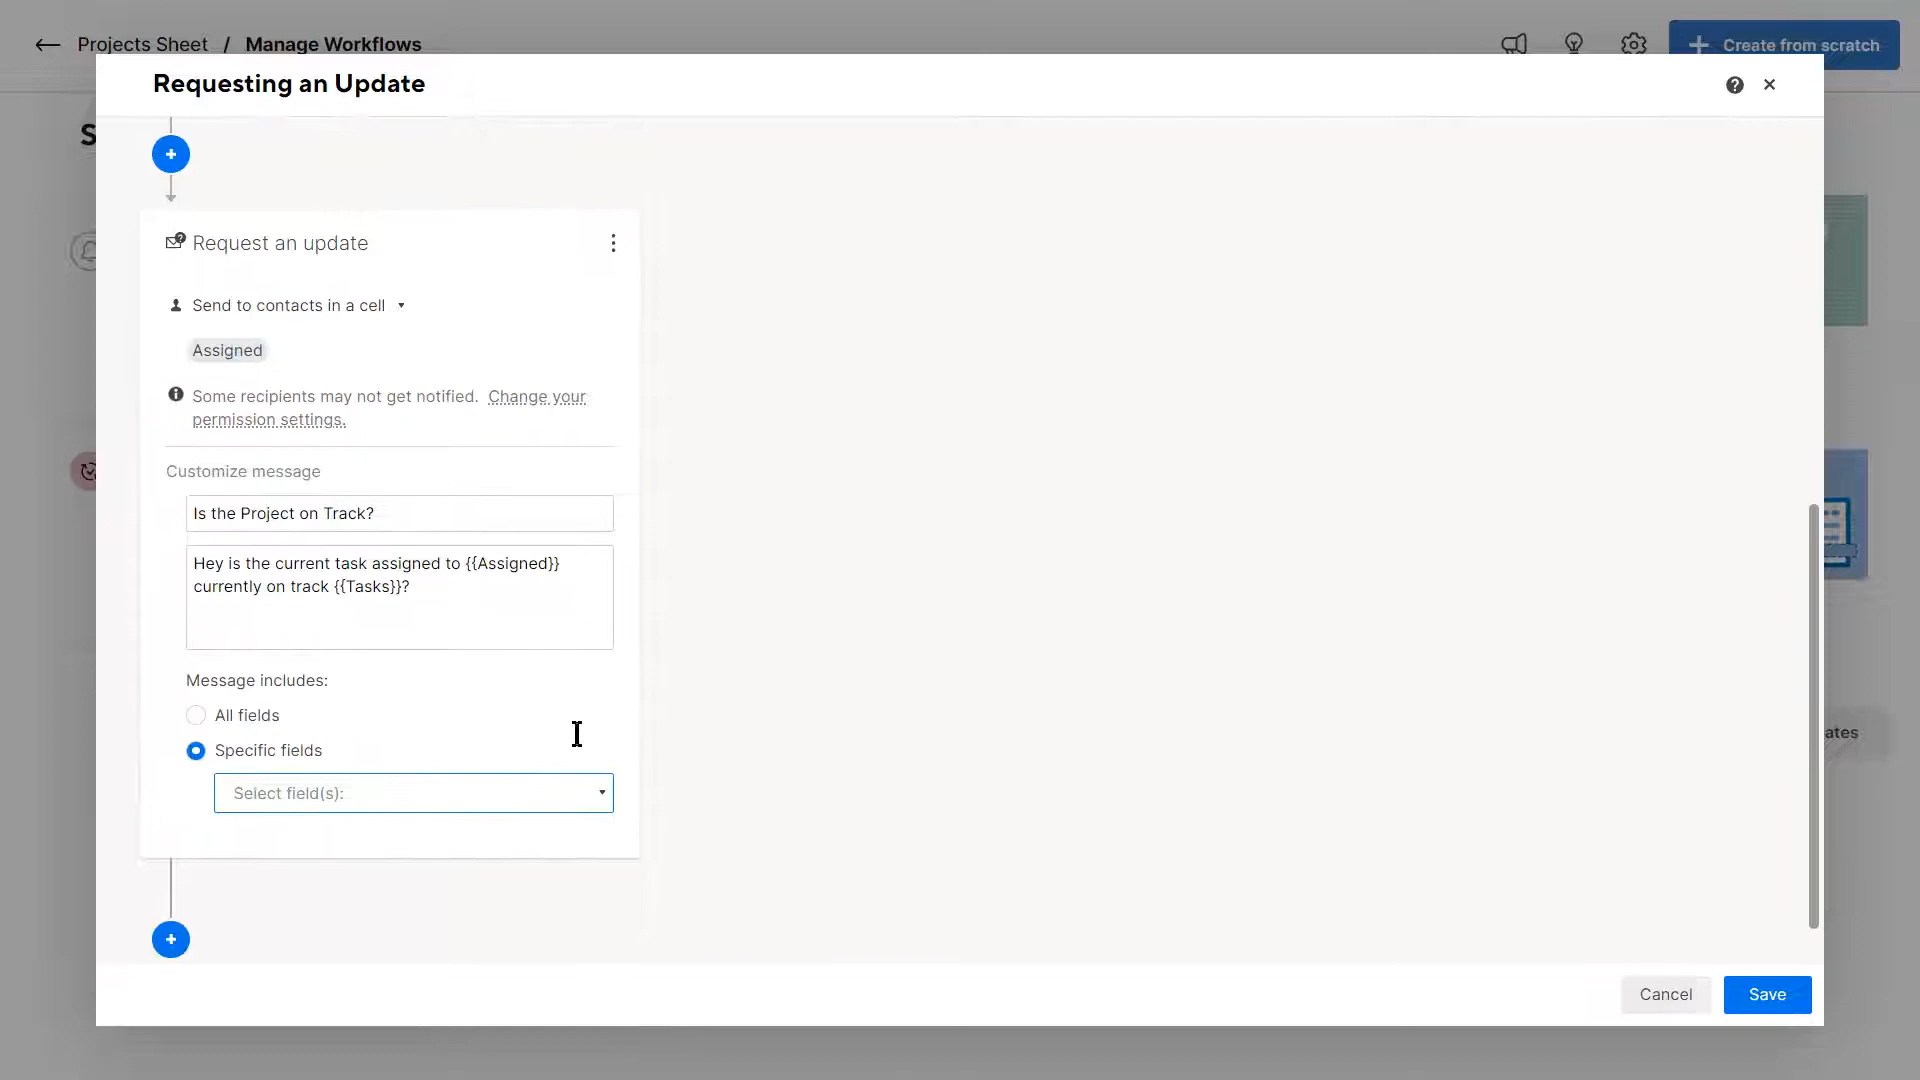 Projects Sheet / Manage Workflows
Create from scratch
Requesting an Update
S
Request an update
Send to contacts in a cell
Assigned
Some recipients may not get notified. Change your
permission settings.
Customize message
Is the Project on Track?
Hey is the current task assigned to {{Assigned}}
currently on track {{Tasks}}?
Message includes:
All fields
Specific fields
ates
Select field(s):
Cancel
Save